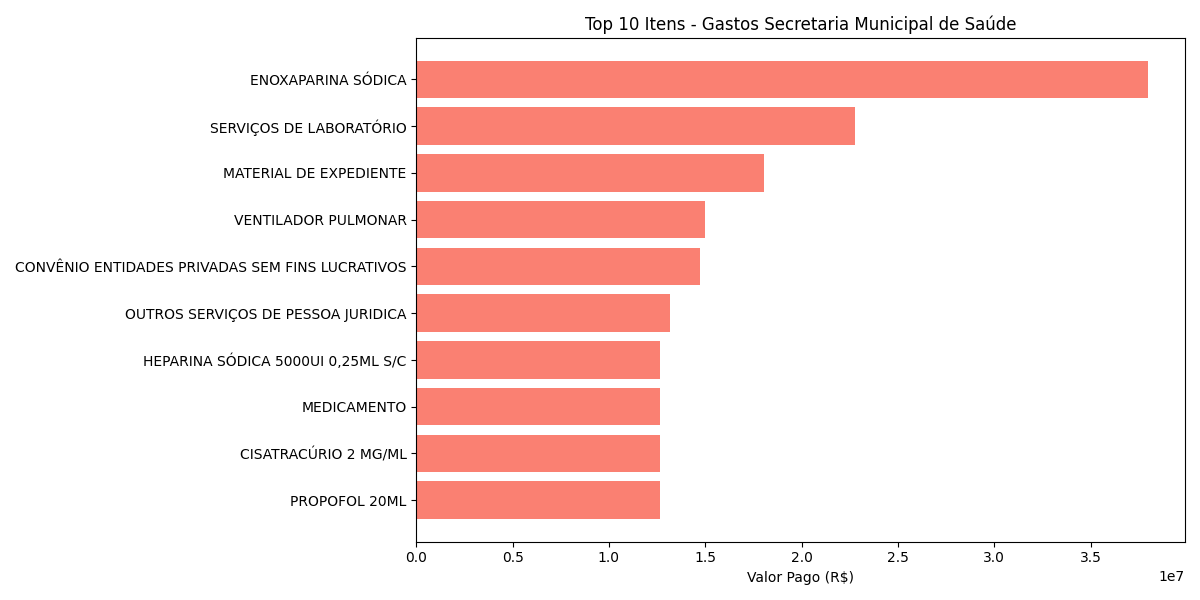 Top 10 Itens - Gastos Secretaria Municipal de Saúde
ENOXAPARINA SÓDICA
SERVIÇOS DE LABORATÓRIO
MATERIAL DE EXPEDIENTE
VENTILADOR PULMONAR
CONVÊNIO ENTIDADES PRIVADAS SEM FINS LUCRATIVOS
OUTROS SERVIÇOS DE PESSOA JURIDICA
HEPARINA SÓDICA 5000UI 0,25ML S/C
MEDICAMENTO
CISATRACÚRIO 2 MG/ML
PROPOFOL 20ML
0.0 0.5 1.0 1.5 2.0 2.5 3.0 3.5
1e7
Valor Pago (R$)